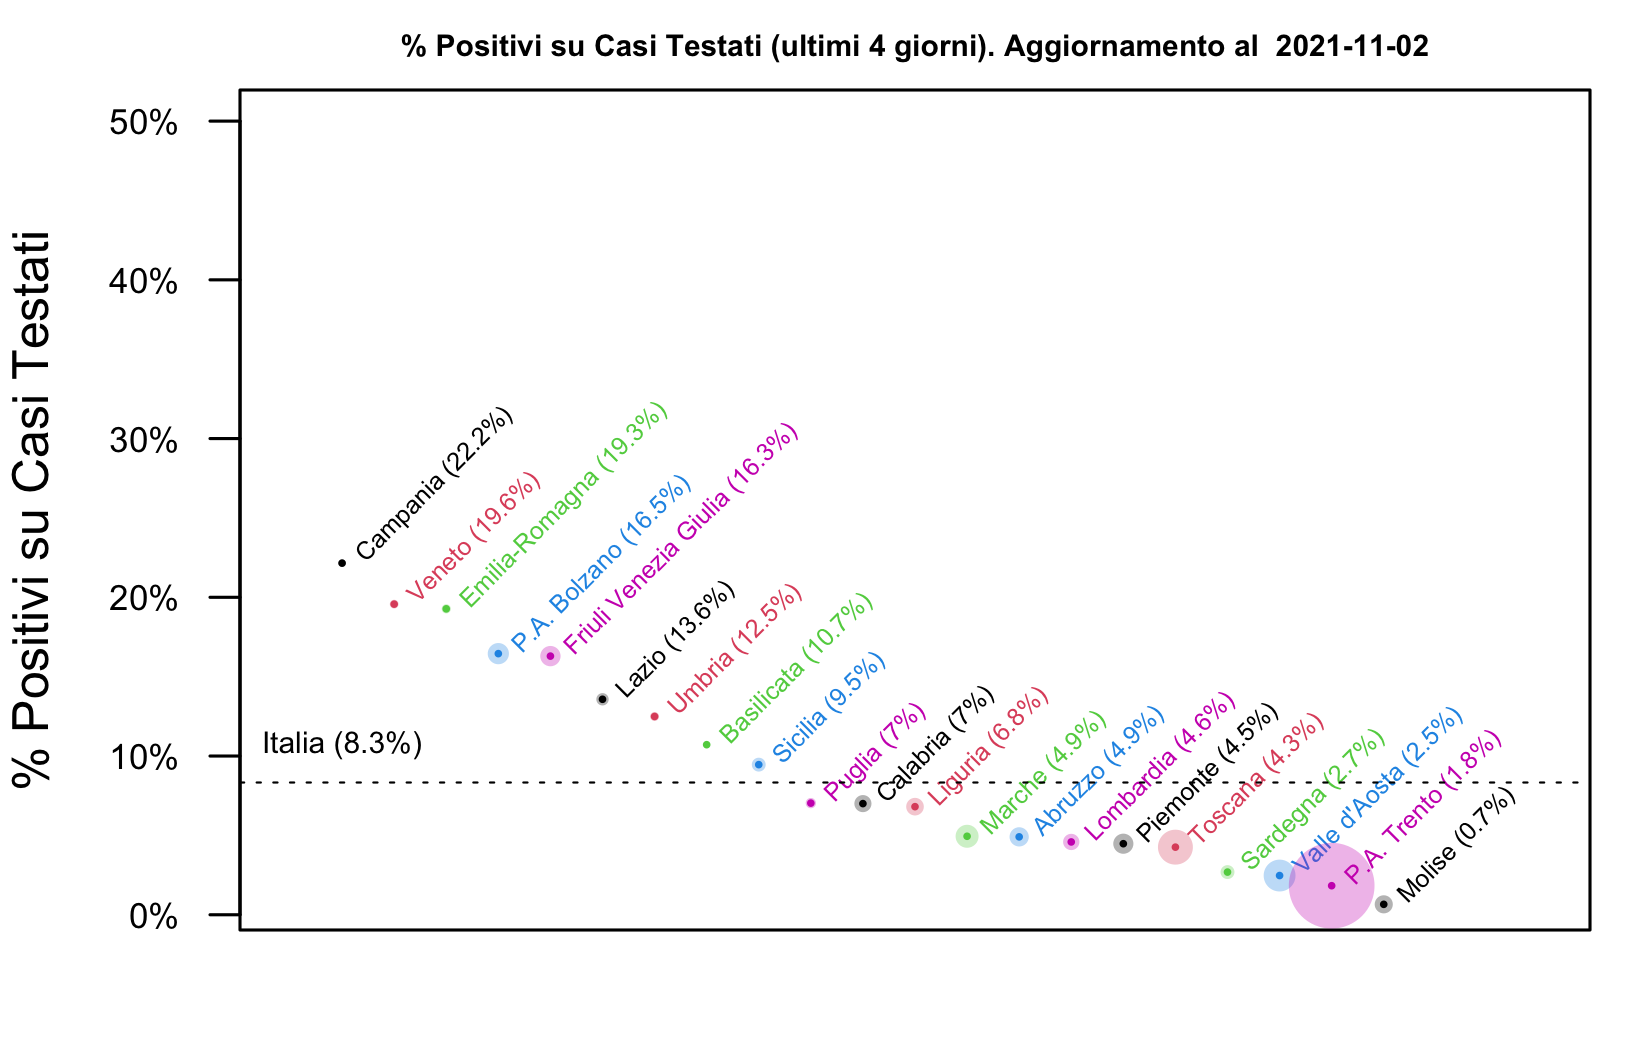 % Positivi su Casi Testati (ultimi 4 giorni). Aggiornamento al  2021-11-02
% Positivi su Casi Testati
50%
40%
30%
20%
10%
0%
Italia (8.3%)
Campania (22.2%)
Veneto (19.6%)
Emilia-Romagna (19.3%)
P.A. Bolzano (16.5%)
Friuli Venezia Giulia (16.3%)
Lazio (13.6%)
Umbria (12.5%)
Basilicata (10.7%)
Sicilia (9.5%)
Puglia (7%)
Calabria (7%)
Liguria (6.8%)
Marche (4.9%)
Abruzzo (4.9%)
Lombardia (4.6%)
Piemonte (4.5%)
Toscana (4.3%)
Sardegna (2.7%)
Valle d'Aosta (2.5%)
P.A. Trento (1.8%)
Molise (0.7%)